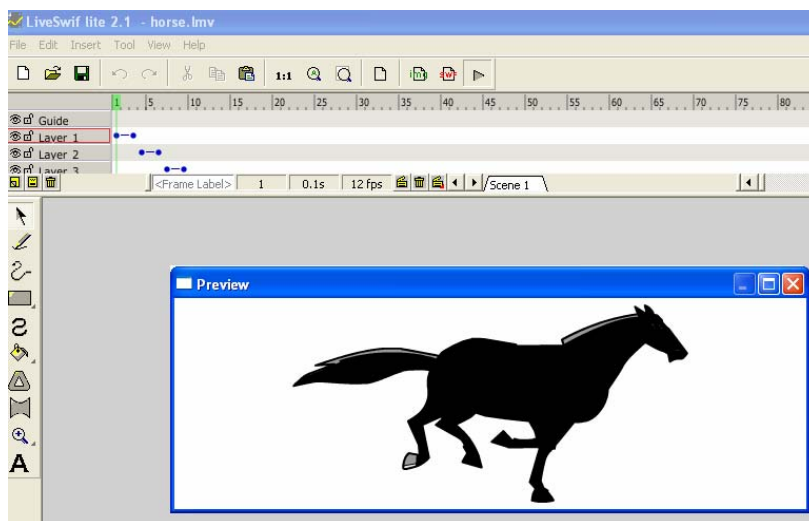 LiveSwif lite 2.1 - horse.lmv
File Edit Insert Tool View Help
1:1
1 5 10 15 20 25 30 35 40 45 50 55 60 65 70 75 80
Guide
Layer 1
Layer 2
Layer 3
<Frame Label> 1 0.1s 12 fps Scene 1
Preview
A